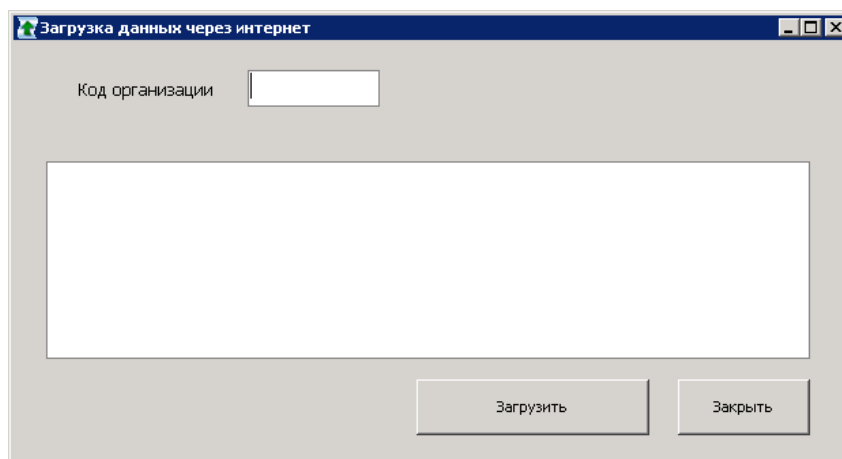 Загрузка данных через интернет
Код организации
Загрузить
Закрыть